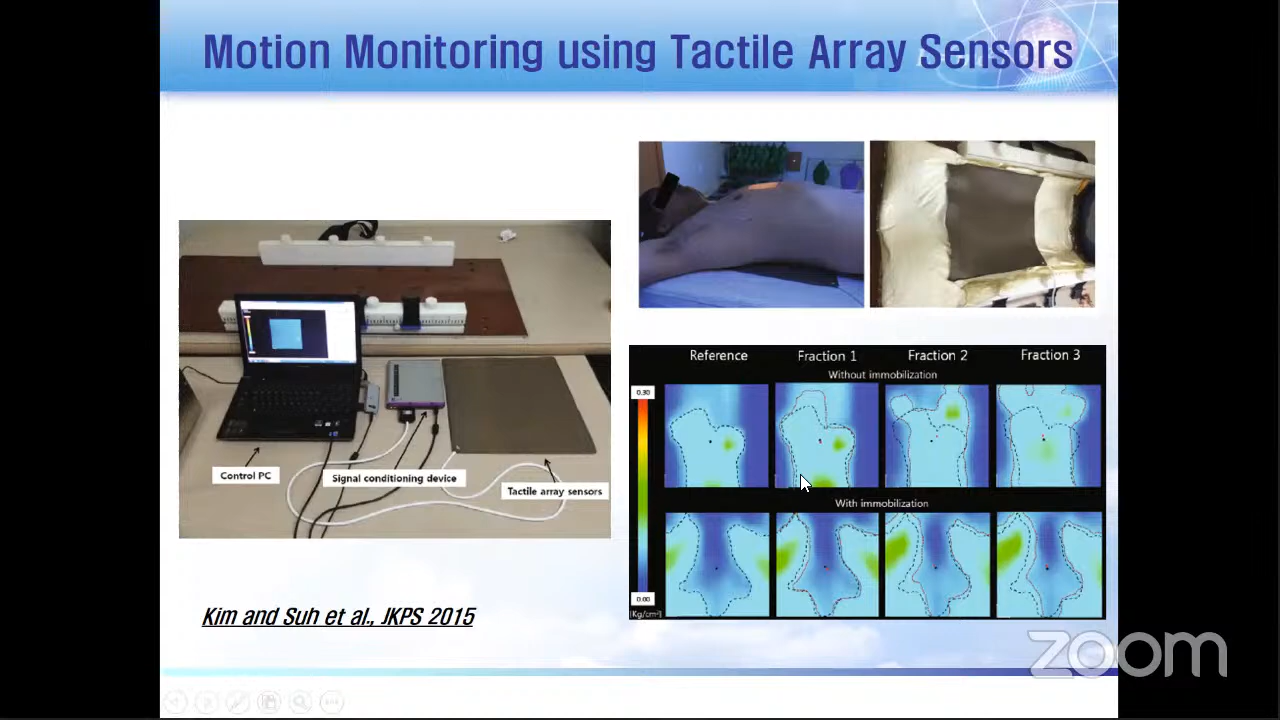 Motion Monitoring using Tactile Array Sensors
Control PC
Signal conditioning device
Tactile array sensors
Reference
Fraction 1
Fraction 2
Fraction 3
Without immobilization
0.30
With immobilization
0.00
[Kg/cm²]
Kim and Suh et al., JKPS 2015
zoom